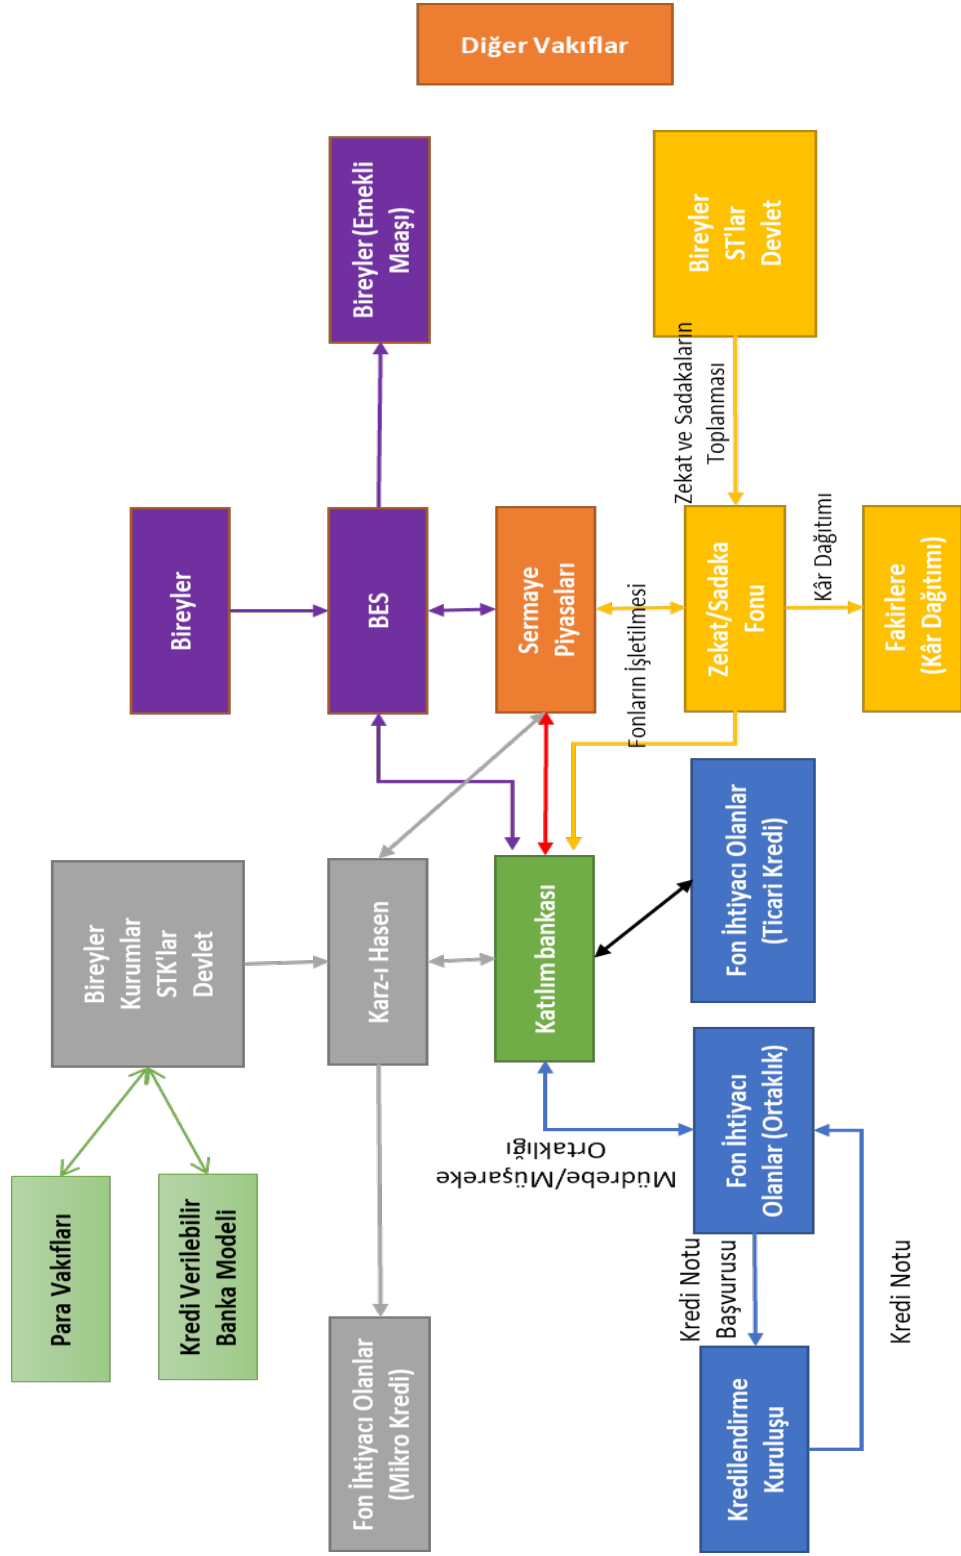 Diğer Vakıflar
Para Vakıfları
Kredi Verilebilir
Banka Modeli
Bireyler
Kurumlar
STK'lar
Devlet
Bireyler
Fon İhtiyacı Olanlar
(Mikro Kredi)
Karz-ı Hasen
BES
Bireyler (Emekli
Maaşı)
Müdrebe/Müşareke
Ortaklığı
Katılım bankası
Sermaye
Piyasaları
Fonların İşletilmesi
Kredi Notu
Başvurusu
Kredilendirme
Kuruluşu
Fon İhtiyacı
Olanlar (Ortaklık)
Fon İhtiyacı Olanlar
(Ticari Kredi)
Zekat/Sadaka
Fonu
Zekat ve Sadakaların
Toplanması
Bireyler
ST'lar
Devlet
Kredi Notu
Kâr Dağıtımı
Fakirlere
(Kâr Dağıtımı)